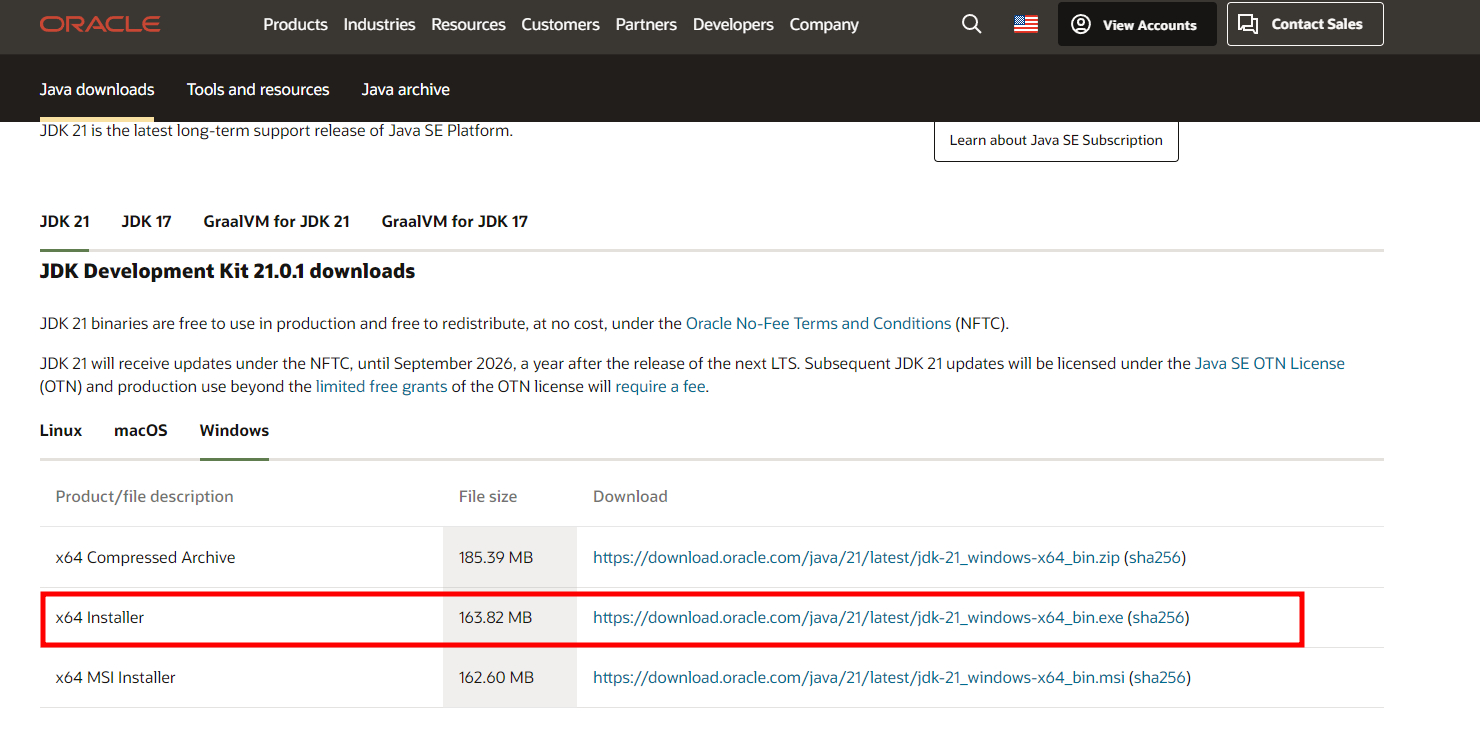 ORACLE
Products Industries Resources Customers Partners Developers Company
View Accounts
Contact Sales
Java downloads Tools and resources Java archive
JDK 21 is the latest long-term support release of Java SE Platform.
Learn about Java SE Subscription
JDK 21 JDK 17 GraalVM for JDK 21 GraalVM for JDK 17
JDK Development Kit 21.0.1 downloads
JDK 21 binaries are free to use in production and free to redistribute, at no cost, under the Oracle No-Fee Terms and Conditions (NFTC).
JDK 21 will receive updates under the NFTC, until September 2026, a year after the release of the next LTS. Subsequent JDK 21 updates will be licensed under the Java SE OTN License
(OTN) and production use beyond the limited free grants of the OTN license will require a fee.
Linux macOS Windows
Product/file description File size Download
x64 Compressed Archive 185.39 MB https://download.oracle.com/java/21/latest/jdk-21_windows-x64_bin.zip (sha256)
x64 Installer 163.82 MB https://download.oracle.com/java/21/latest/jdk-21_windows-x64_bin.exe (sha256)
x64 MSI Installer 162.60 MB https://download.oracle.com/java/21/latest/jdk-21_windows-x64_bin.msi (sha256)